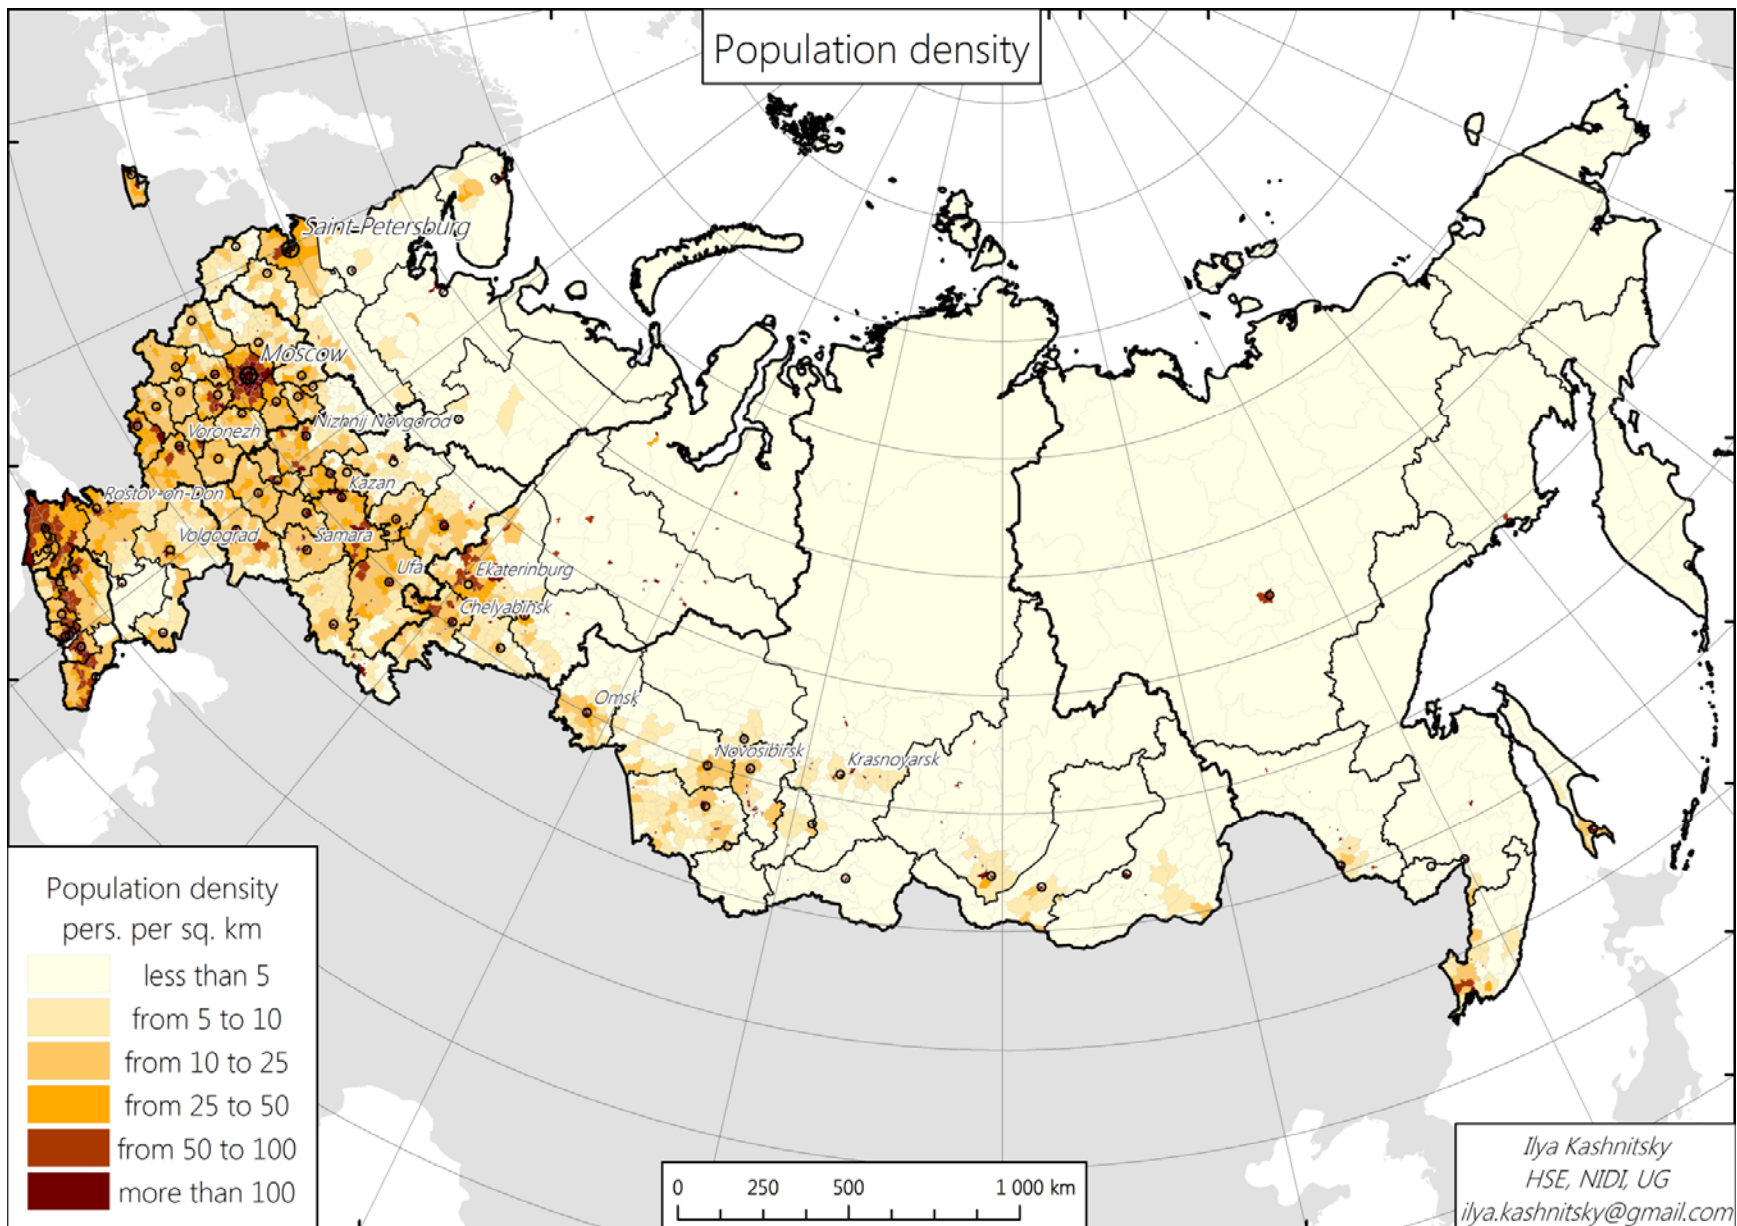 Population density
Saint-Petersburg
Moscow
Nizhnij Novgorod
Voronezh
Kazan
Rostov-on-Don
Volgograd
Samara
Ufa
Ekaterinburg
Chelyabinsk
Omsk
Novosibirsk
Krasnoyarsk
Population density
pers. per sq. km
less than 5
from 5 to 10
from 10 to 25
from 25 to 50
from 50 to 100
more than 100
0 250 500 1 000 km
Ilya Kashnitsky
HSE, NIDI, UG
ilya.kashnitsky@gmail.com